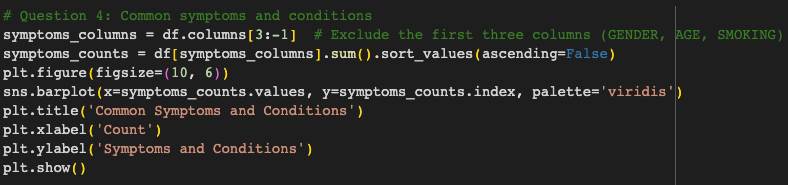 # Question 4: Common symptoms and conditions
symptoms_columns = df.columns[3:-1]  # Exclude the first three columns (GENDER, AGE, SMOKING)
symptoms_counts = df[symptoms_columns].sum().sort_values(ascending=False)
plt.figure(figsize=(10, 6))
sns.barplot(x=symptoms_counts.values, y=symptoms_counts.index, palette='viridis')
plt.title('Common Symptoms and Conditions')
plt.xlabel('Count')
plt.ylabel('Symptoms and Conditions')
plt.show()